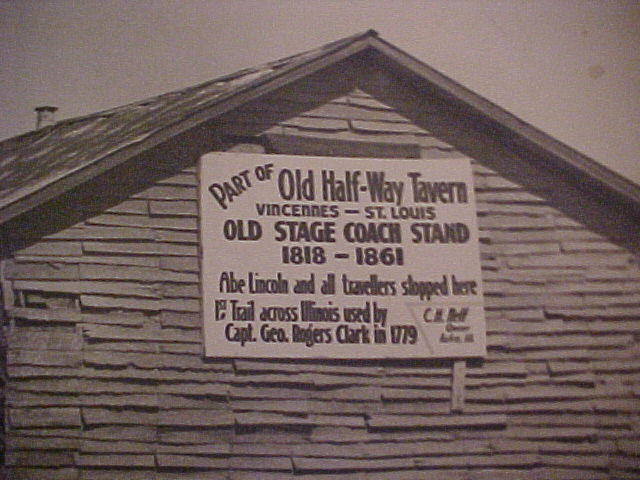 PART OF Old Half-Way Tavern
VINCENNES — ST. LOUIS
OLD STAGE COACH STAND
1818 - 1861
Abe Lincoln and all travellers stopped here
1st Trail across Illinois used by
Capt. Geo. Rogers Clark in 1779
C.H.
Owner